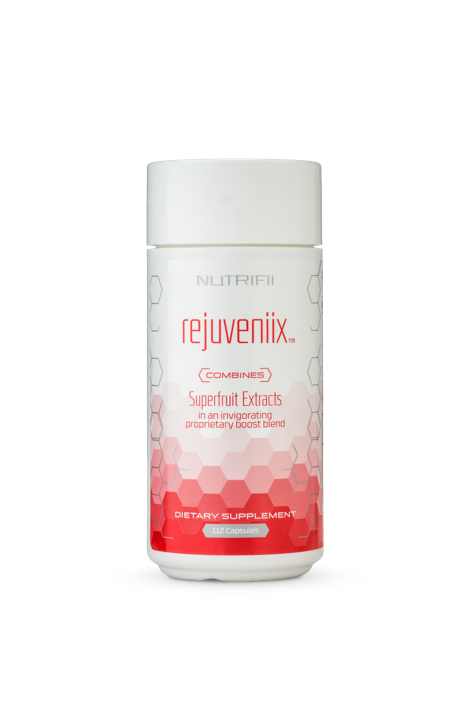 NUTRIFII
rejuveniix™
COMBINES
Superfruit Extracts
in an invigorating
proprietary boost blend
DIETARY SUPPLEMENT
112 Capsules